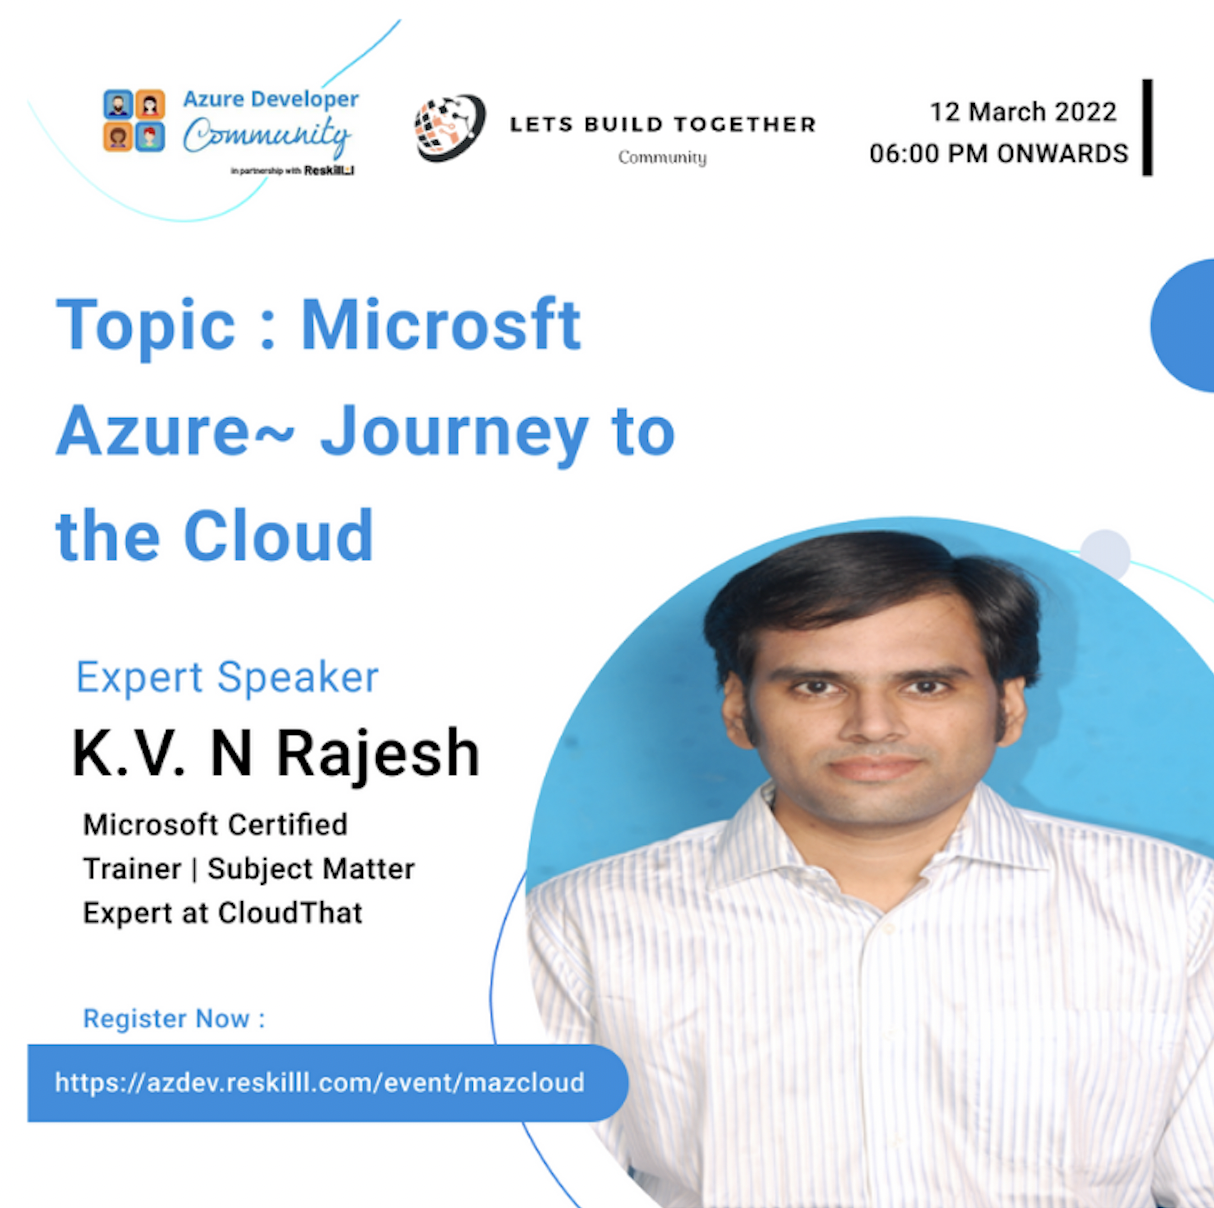 Azure Developer
Community
in partnership with Reskilll
LETS BUILD TOGETHER
Community
12 March 2022
06:00 PM ONWARDS
Topic : Microsft
Azure~ Journey to
the Cloud
Expert Speaker
K.V. N Rajesh
Microsoft Certified
Trainer | Subject Matter
Expert at CloudThat
Register Now :
https://azdev.reskilll.com/event/mazcloud